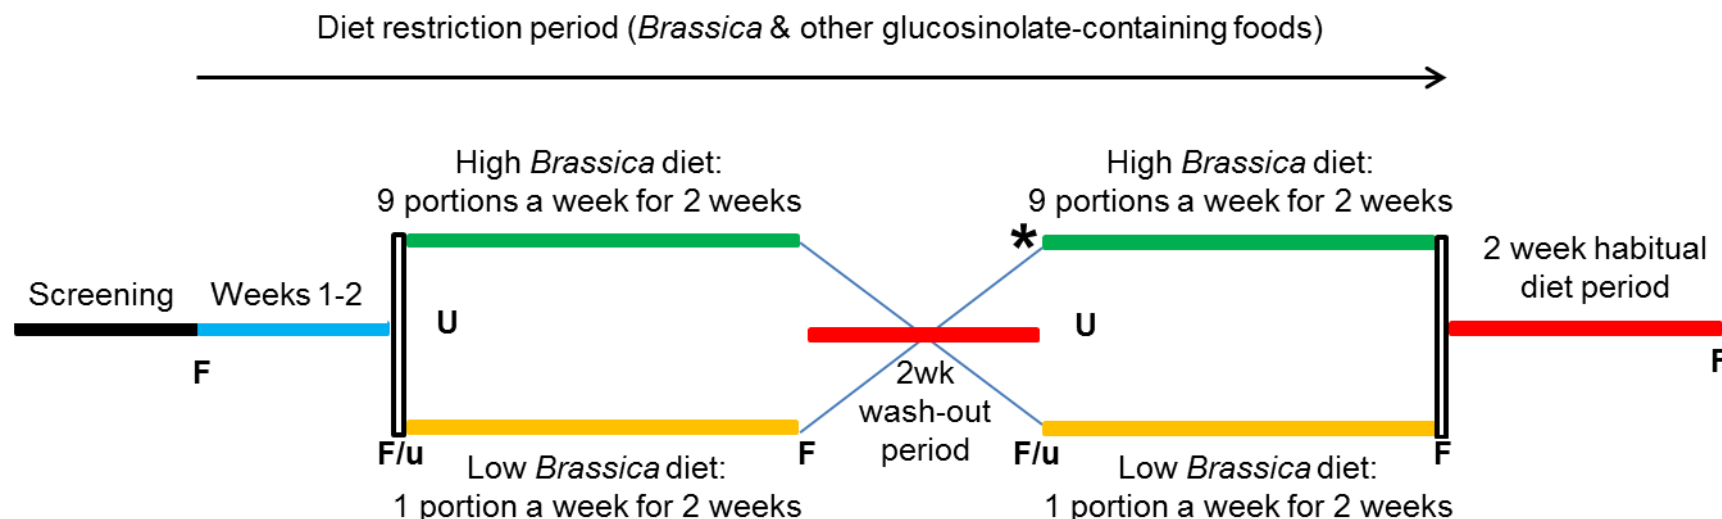 Diet restriction period (Brassica & other glucosinolate-containing foods)
High Brassica diet:
9 portions a week for 2 weeks
High Brassica diet:
9 portions a week for 2 weeks
*
2 week habitual
diet period
Screening
Weeks 1-2
U
U
F
F
2wk
wash-out
period
F/u
F
F/u
F
Low Brassica diet:
1 portion a week for 2 weeks
Low Brassica diet:
1 portion a week for 2 weeks